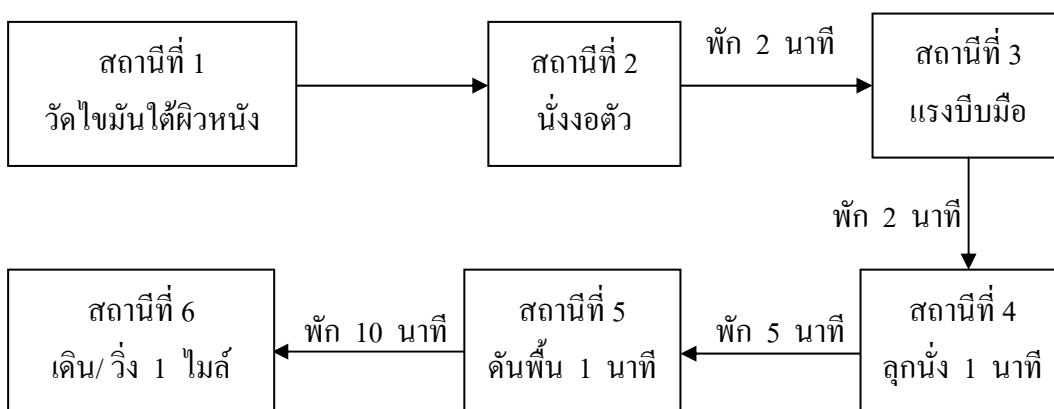 สถานีที่ 1
วัดไขมันใต้ผิวหนัง
สถานีที่ 2
นั่งงอตัว
พัก 2 นาที
สถานีที่ 3
แรงบีบมือ
พัก 2 นาที
สถานีที่ 4
ลุกนั่ง 1 นาที
พัก 5 นาที
สถานีที่ 5
ดันพื้น 1 นาที
พัก 10 นาที
สถานีที่ 6
เดิน/ วิ่ง 1 ไมล์